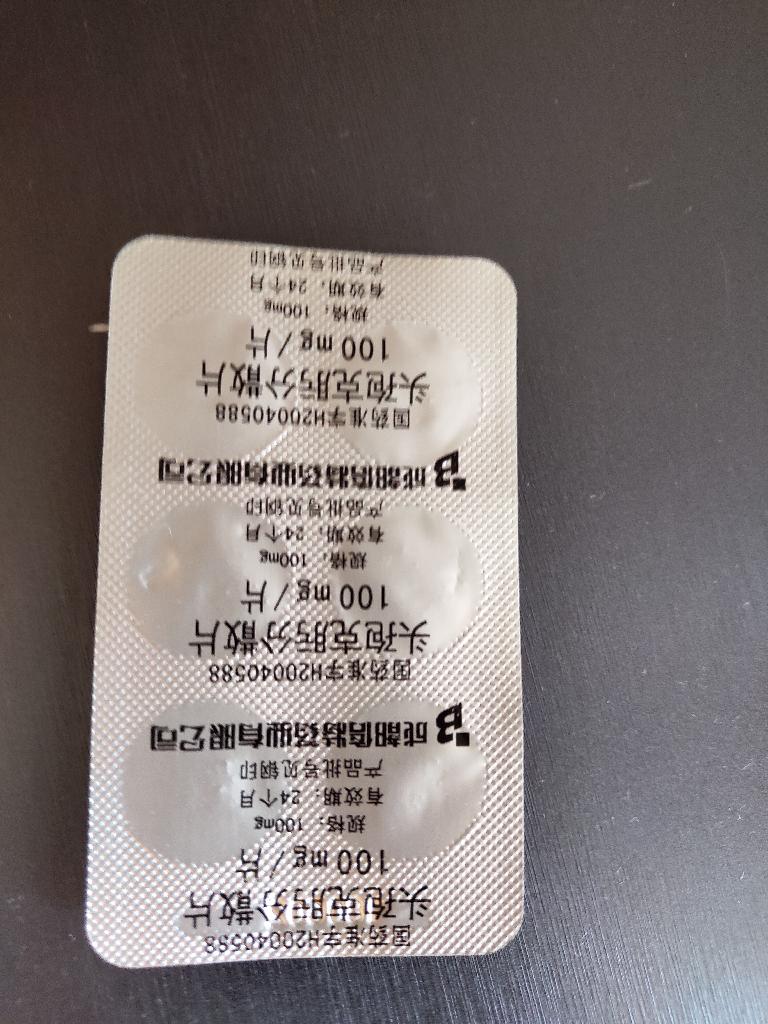 国药准字H20040588
头孢克肟分散片
100 mg / 片
规格：100mg
有效期：24个月
产品批号见钢印
成都倍特药业有限公司
国药准字H20040588
头孢克肟分散片
100 mg / 片
规格：100mg
有效期：24个月
产品批号见钢印
成都倍特药业有限公司
国药准字H20040588
头孢克肟分散片
100 mg / 片
规格：100mg
有效期：24个月
产品批号见钢印